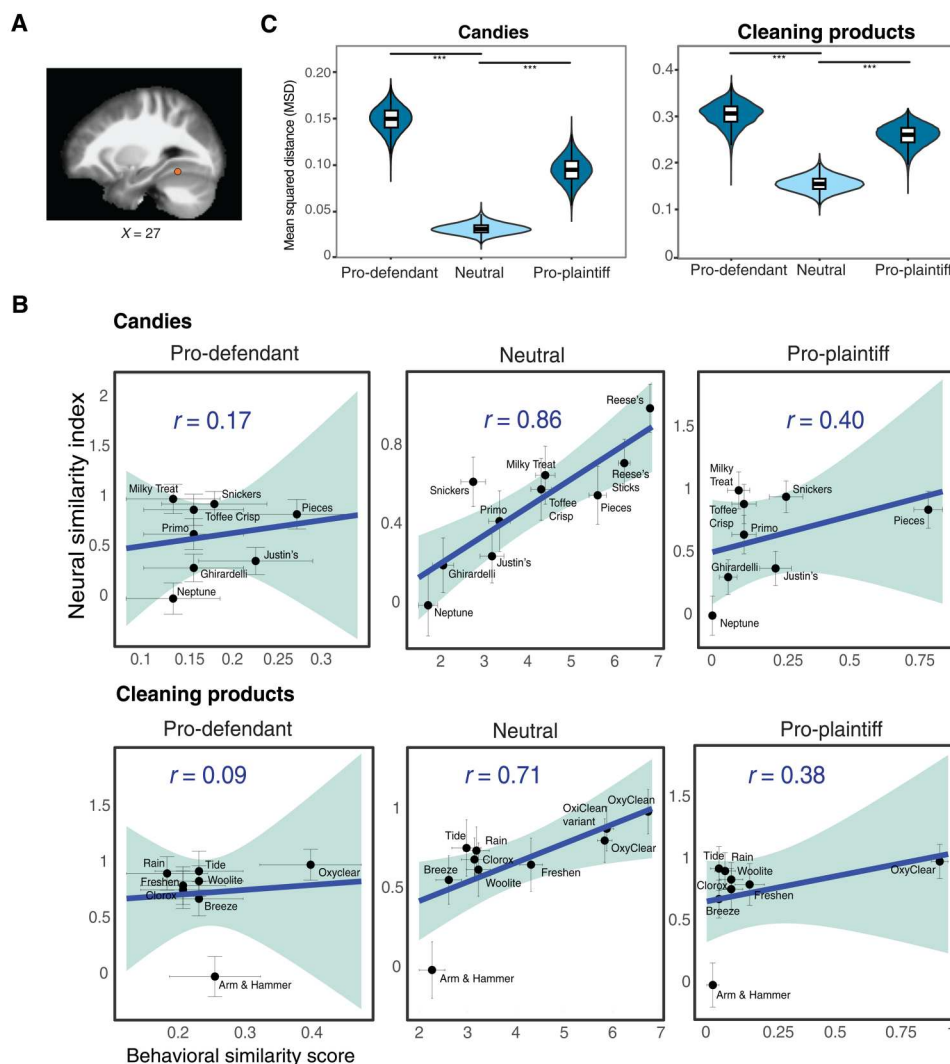 A
X = 27
C
Candies
Mean squared distance (MSD)
0.20
0.15
0.10
0.05
0
***
***
Pro-defendant
Neutral
Pro-plaintiff
Cleaning products
0.4
0.3
0.2
0.1
0
***
***
Pro-defendant
Neutral
Pro-plaintiff
B
Candies
Neural similarity index
Pro-defendant
r = 0.17
2
1.5
1
0.5
0
Milky Treat
Snickers
Toffee Crisp
Pieces
Primo
Justin's
Ghirardelli
Neptune
0.1
0.15
0.2
0.25
0.3
Neutral
r = 0.86
0.8
0.4
0
Reese's
Milky Treat
Reese's
Sticks
Snickers
Toffee
Crisp
Pieces
Primo
Justin's
Ghirardelli
Neptune
2
3
4
5
6
7
Pro-plaintiff
r = 0.40
1.5
1
0.5
0
Milky
Treat
Snickers
Toffee
Crisp
Pieces
Primo
Ghirardelli
Justin's
Neptune
0
0.25
0.5
0.75
Cleaning products
Pro-defendant
r = 0.09
1.5
1
0.5
0
Rain
Tide
Oxyclear
Freshen
Woolite
Clorox
Breeze
Arm & Hammer
0.2
0.3
0.4
Behavioral similarity score
Neutral
r = 0.71
1
0.5
0
OxyClean
OxiClean
variant
Tide
Rain
OxyClear
Clorox
Breeze
Freshen
Woolite
Arm & Hammer
2
3
4
5
6
7
Pro-plaintiff
r = 0.38
1.5
1
0.5
0
Tide
Rain
OxyClear
Woolite
Clorox
Freshen
Breeze
Arm & Hammer
0
0.25
0.5
0.75